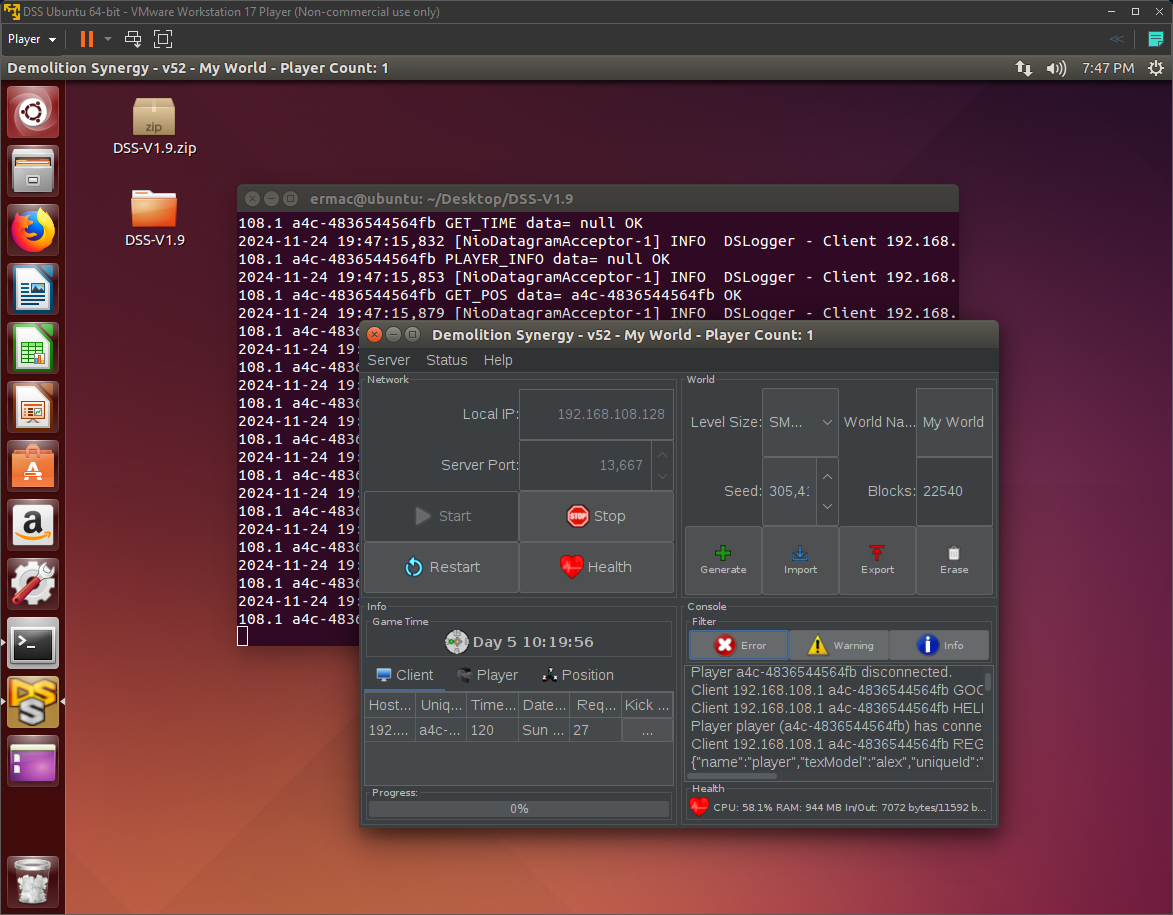 DSS Ubuntu 64-bit - VMware Workstation 17 Player (Non-commercial use only)
Player
Demolition Synergy - v52 - My World - Player Count: 1
7:47 PM
zip
DSS-V1.9.zip
DSS-V1.9
ermac@ubuntu: ~/Desktop/DSS-V1.9
108.1 a4c-4836544564fb GET_TIME data= null OK
2024-11-24 19:47:15,832 [NioDatagramAcceptor-1] INFO  DSLogger - Client 192.168.
108.1 a4c-4836544564fb PLAYER_INFO data= null OK
2024-11-24 19:47:15,853 [NioDatagramAcceptor-1] INFO  DSLogger - Client 192.168.
108.1 a4c-4836544564fb GET_POS data= a4c-4836544564fb OK
2024-11-24 19:47:15,879 [NioDatagramAcceptor-1] INFO  DSLogger - Client 192.168.
108.1 a4c-4836
2024-11-24 19:
108.1 a4c-4836
2024-11-24 19:
108.1 a4c-4836
2024-11-24 19:
108.1 a4c-4836
2024-11-24 19:
108.1 a4c-4836
2024-11-24 19:
108.1 a4c-4836
2024-11-24 19:
108.1 a4c-4836
2024-11-24 19:
108.1 a4c-4836
2024-11-24 19:
108.1 a4c-4836
Demolition Synergy - v52 - My World - Player Count: 1
Server Status Help
Network
Local IP: 192.168.108.128
Server Port: 13,667
Start Stop
Restart Health
World
Level Size: SM... World Na... My World
Seed: 305,41 Blocks: 22540
Generate Import Export Erase
Info
Game Time
Day 5 10:19:56
Client Player Position
Host... Uniq... Time... Date... Req... Kick ...
192.... a4c-... 120 Sun ... 27 ...
Progress:
0%
Console
Filter
Error Warning Info
Player a4c-4836544564fb disconnected.
Client 192.168.108.1 a4c-4836544564fb GOO
Client 192.168.108.1 a4c-4836544564fb HELL
Player player (a4c-4836544564fb) has conne
Client 192.168.108.1 a4c-4836544564fb REG
{"name":"player","texModel":"alex","uniqueId":"
Health
CPU: 58.1% RAM: 944 MB In/Out: 7072 bytes/11592 b...
a
DSS